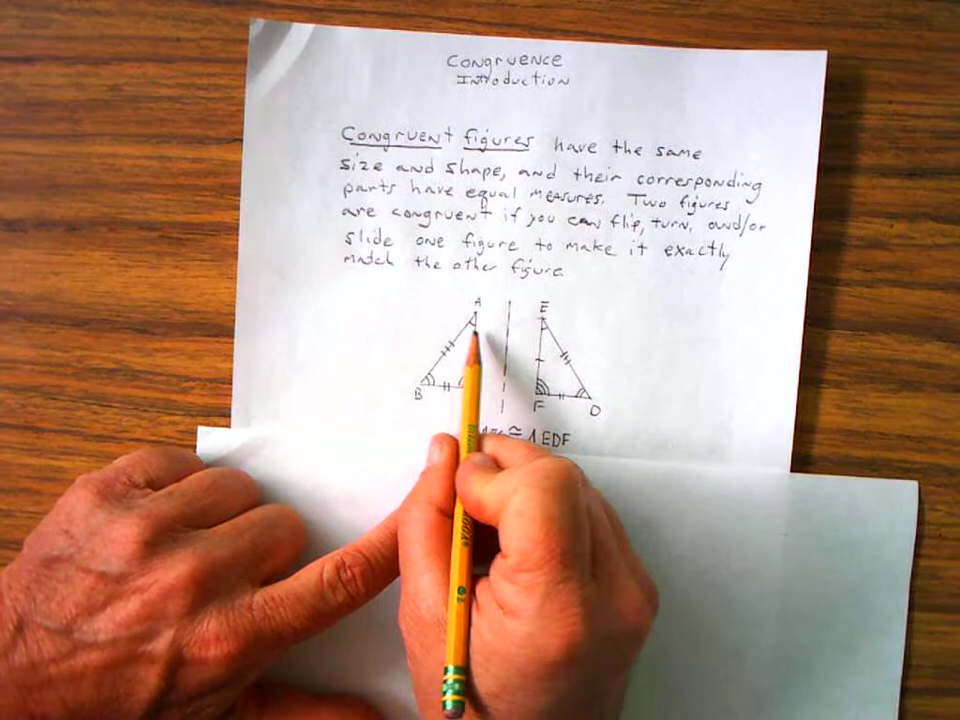 Congruence
Introduction
Congruent figures have the same
size and shape, and their corresponding
parts have equal measures. Two figures
are congruent if you can flip, turn, and/or
slide one figure to make it exactly
match the other figure.
A E
B F D
≅ △EDF